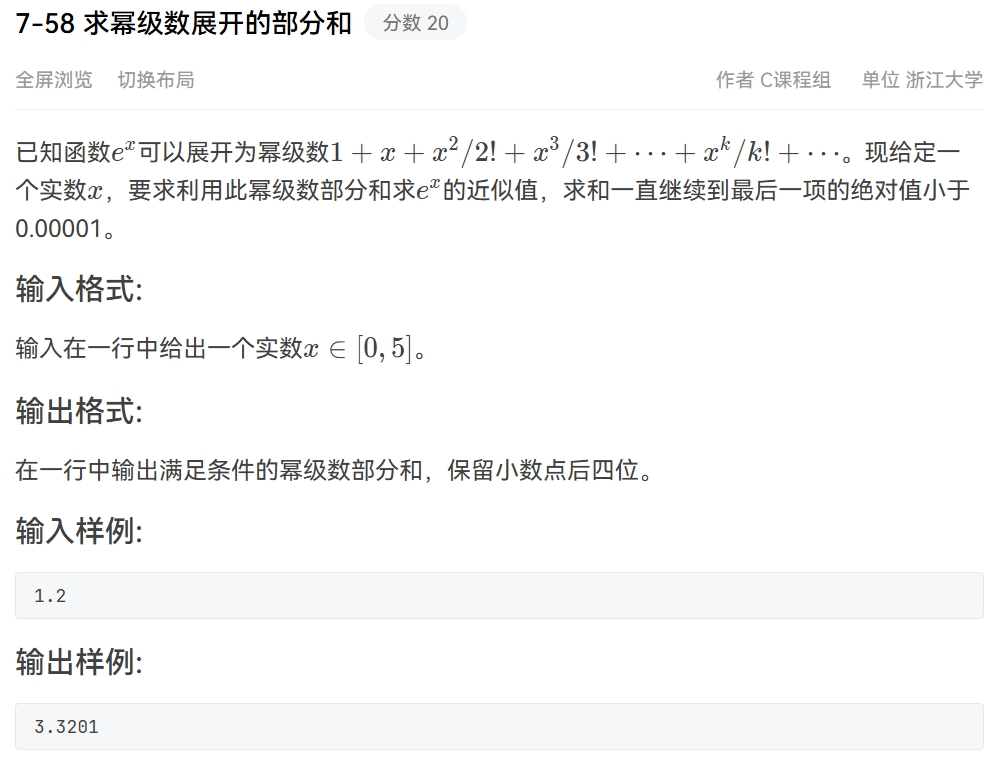 7-58 求幂级数展开的部分和 分数 20
全屏浏览 切换布局 作者 C课程组 单位 浙江大学
已知函数e^x可以展开为幂级数1 + x + x^2/2! + x^3/3! + ⋯ + x^k/k! + ⋯。现给定一
个实数x，要求利用此幂级数部分和求e^x的近似值，求和一直继续到最后一项的绝对值小于
0.00001。
输入格式:
输入在一行中给出一个实数x ∈ [0, 5]。
输出格式:
在一行中输出满足条件的幂级数部分和，保留小数点后四位。
输入样例:
1.2
输出样例:
3.3201